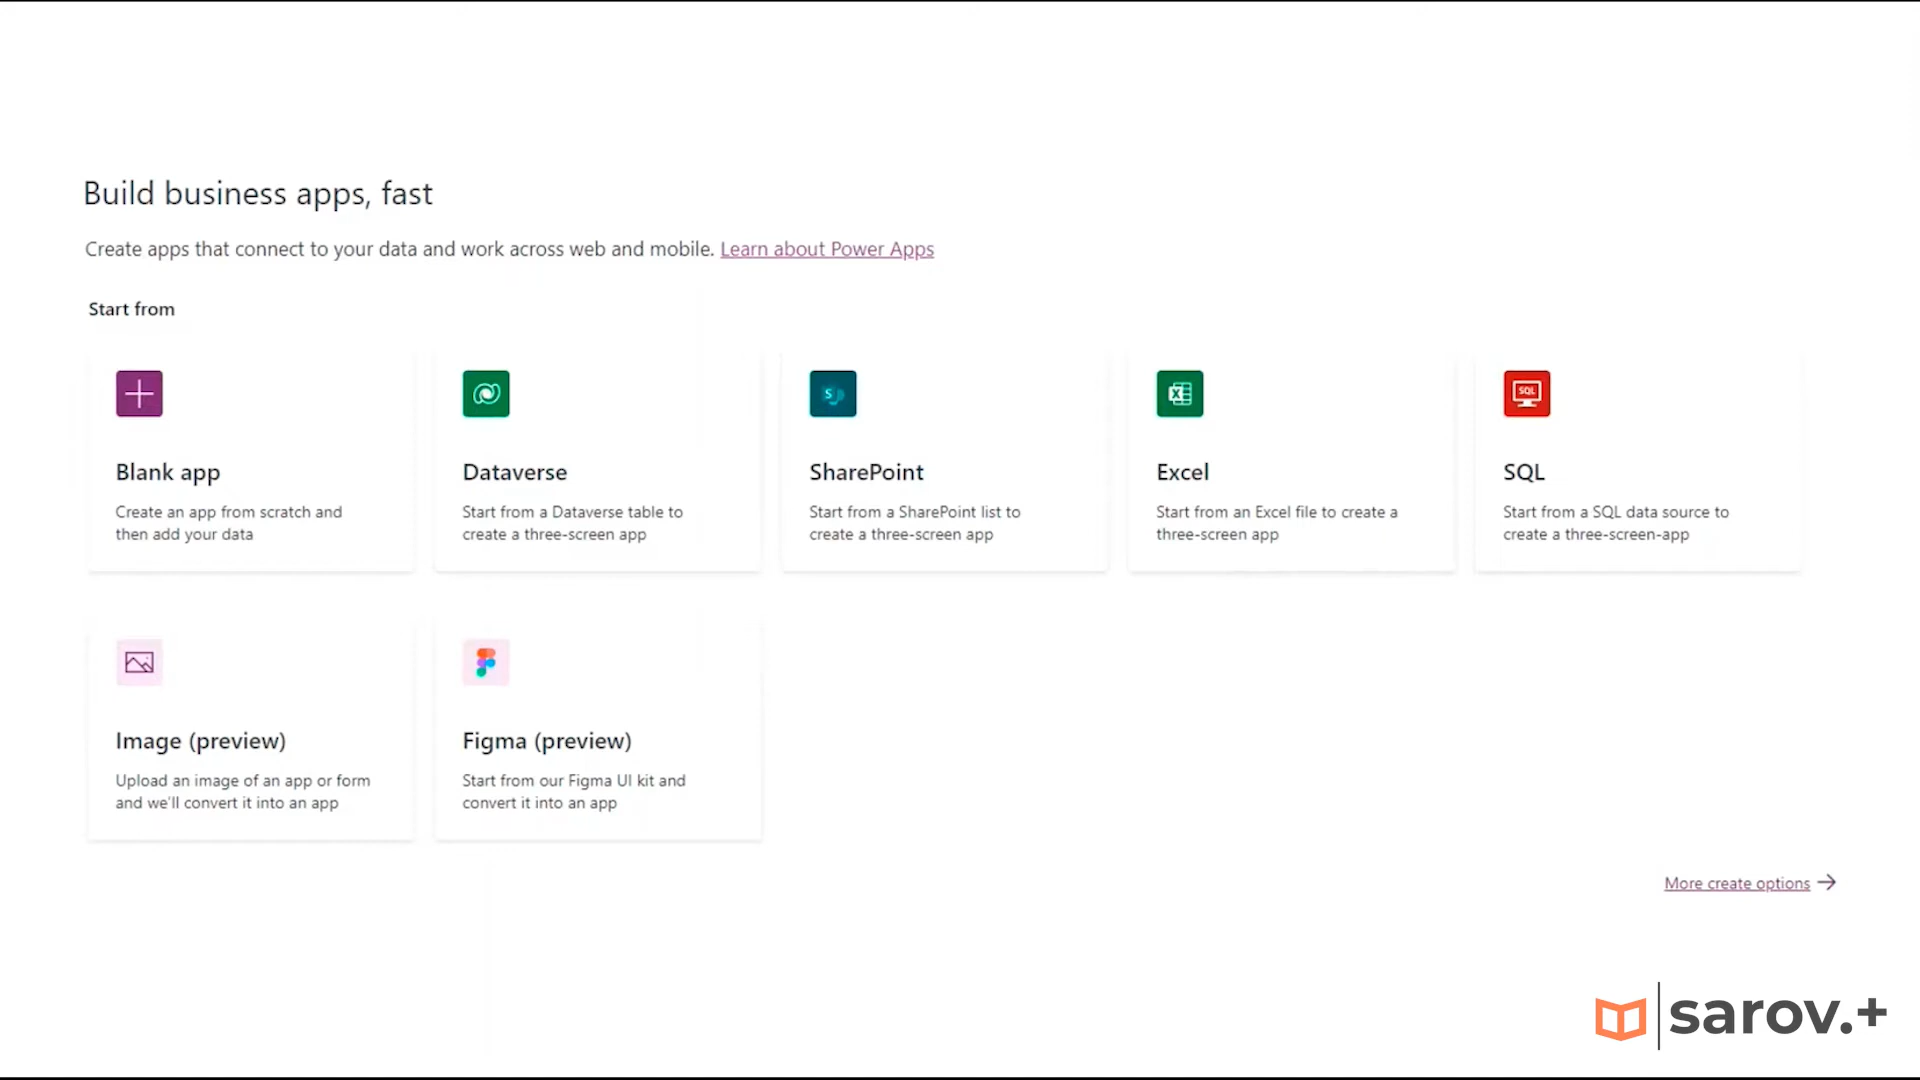 Build business apps, fast
Create apps that connect to your data and work across web and mobile. Learn about Power Apps
Start from
Blank app
Create an app from scratch and
then add your data
Dataverse
Start from a Dataverse table to
create a three-screen app
S
SharePoint
Start from a SharePoint list to
create a three-screen app
X
Excel
Start from an Excel file to create a
three-screen app
SQL
SQL
Start from a SQL data source to
create a three-screen-app
Image (preview)
Upload an image of an app or form
and we'll convert it into an app
Figma (preview)
Start from our Figma UI kit and
convert it into an app
More create options
sarov.+